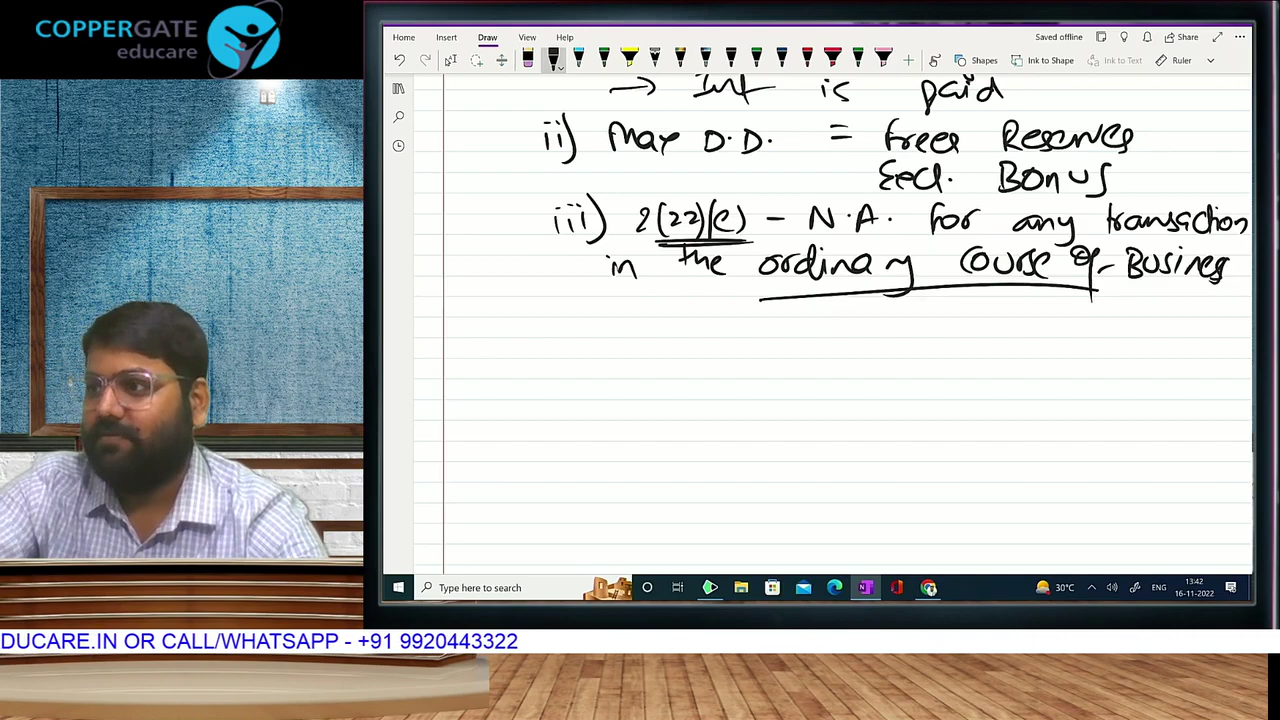 COPPERGATE
educare
Home Insert Draw View Help
Saved offline
Share
Shapes
Ink to Shape
Ink to Text
Ruler
→ Int is paid
ii) Max D.D. = Free Reserves
Excl. Bonus
iii) 2(22)(e) - N.A. for any transaction
in the ordinary course of Business
Type here to search
30°C
ENG
13:42
16-11-2022
DUCARE.IN OR CALL/WHATSAPP - +91 9920443322